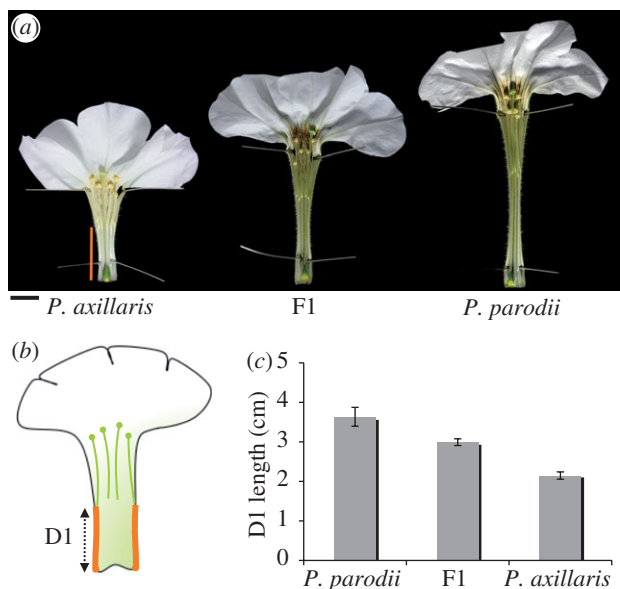 (a)
P. axillaris F1 P. parodii
(b)
D1
(c)
D1 length (cm)
5
4
3
2
1
0
P. parodii F1 P. axillaris